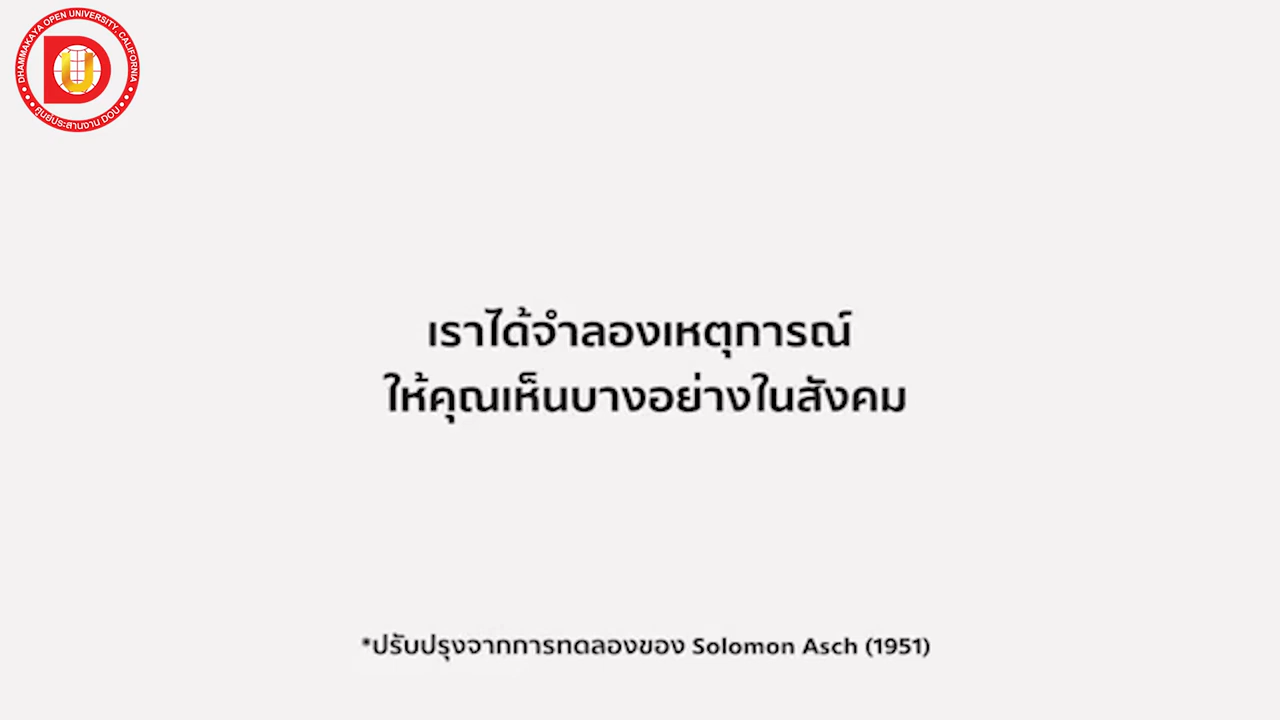 DHAMMAKAYA OPEN UNIVERSITY, CALIFORNIA
DU
ศูนย์ประสานงาน DOU
เราได้จำลองเหตุการณ์
ให้คุณเห็นบางอย่างในสังคม
*ปรับปรุงจากการทดลองของ Solomon Asch (1951)